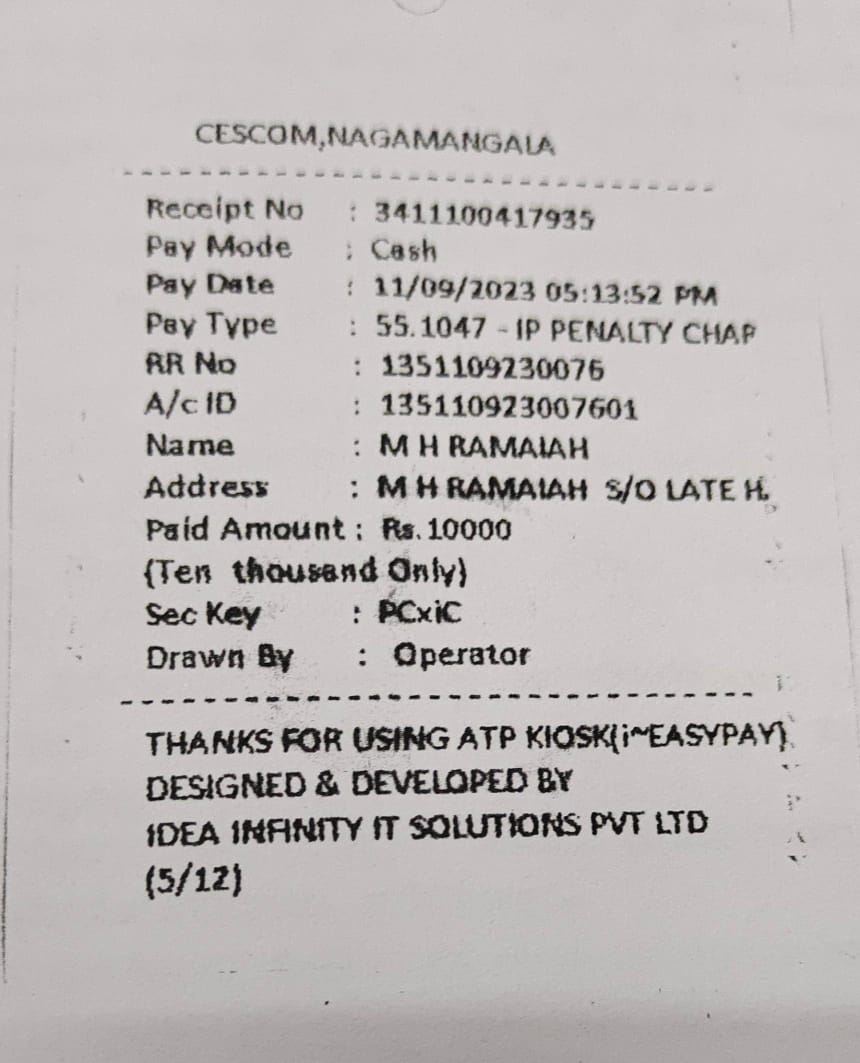 CESCOM,NAGAMANGALA
Receipt No : 3411100417935
Pay Mode : Cash
Pay Date : 11/09/2023 05:13:52 PM
Pay Type : 55.1047 - IP PENALTY CHAR
RR No : 1351109230076
A/c ID : 135110923007601
Name : M H RAMAIAH
Address : M H RAMAIAH S/O LATE H.
Paid Amount : Rs.10000
(Ten thousand Only)
Sec Key : PCxiC
Drawn By : Operator
THANKS FOR USING ATP KIOSK(i~EASYPAY)
DESIGNED & DEVELOPED BY
IDEA INFINITY IT SOLUTIONS PVT LTD
(5/12)